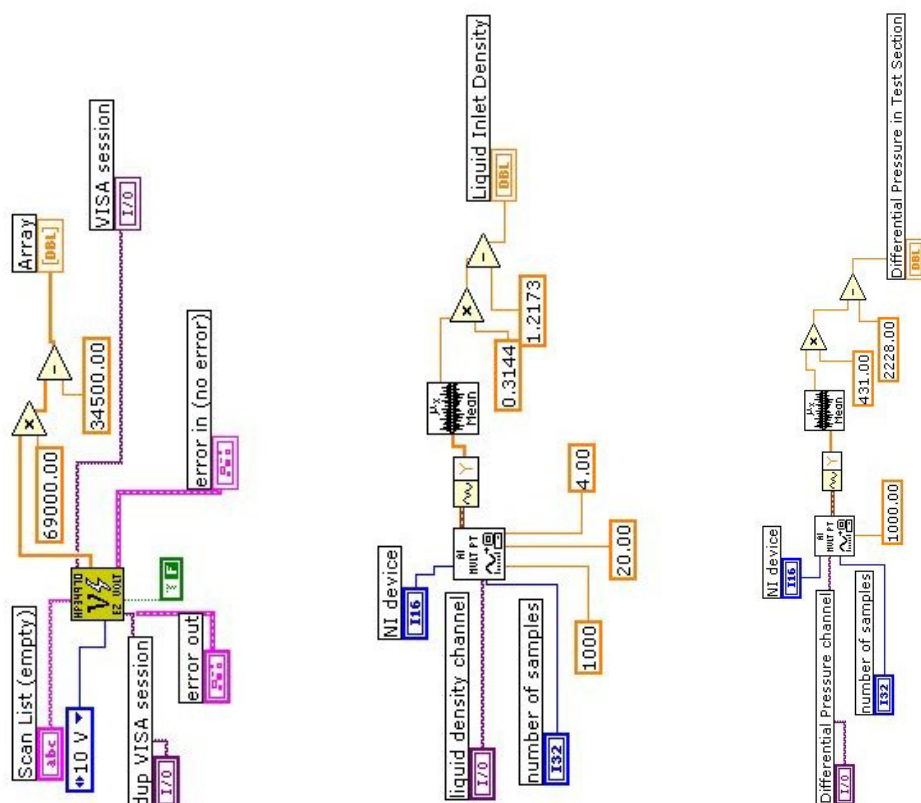 Scan List (empty)
abc
10 V
dup VISA session
I/O
error out
HP34970
V
EZ VOLT
F
69000.00
34500.00
Array
[DBL]
VISA session
I/O
error in (no error)
NI device
I16
liquid density channel
I/O
number of samples
I32
AI
MULT PT
1000
20.00
4.00
Y
μx
Mean
0.3144
1.2173
Liquid Inlet Density
DBL
NI device
I16
Differential Pressure channel
I/O
number of samples
I32
AI
MULT PT
1000.00
Y
μx
Mean
431.00
2228.00
Differential Pressure in Test Section
DBL